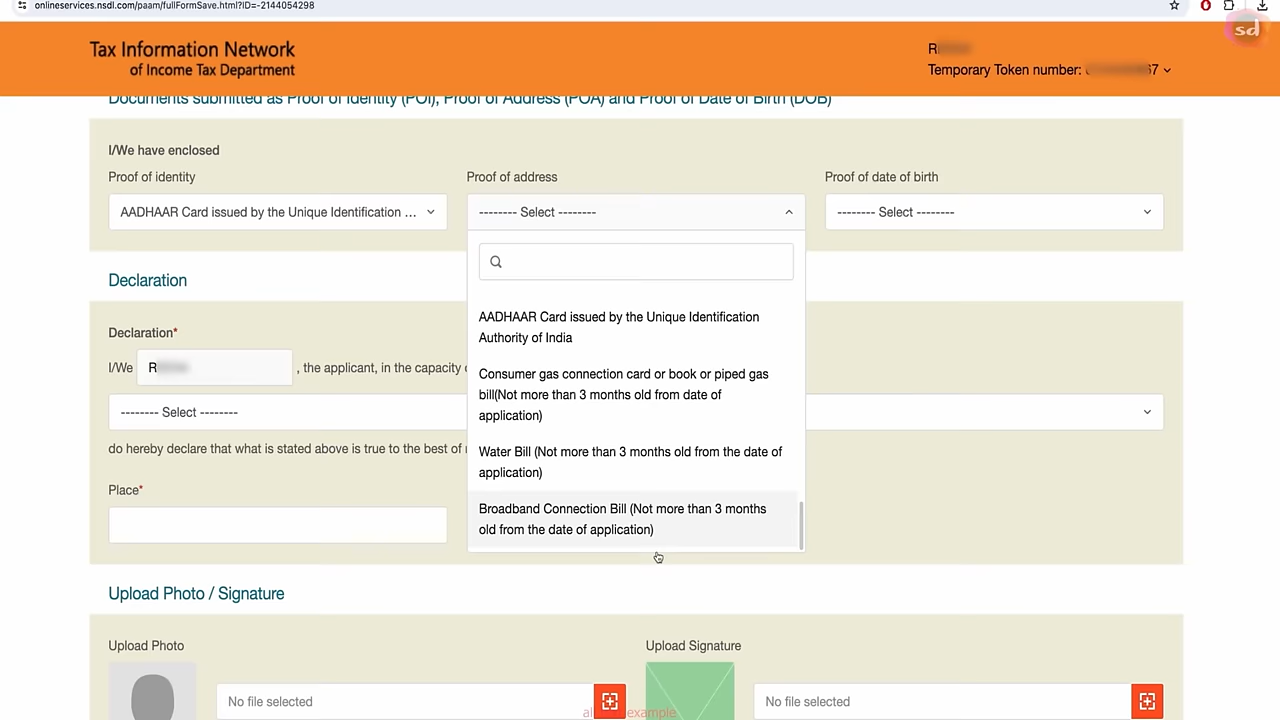 onlineservices.nsdl.com/paam/fullFormSave.html?ID=-2144054298
sd
Tax Information Network
of Income Tax Department
R
Temporary Token number: 7
Documents submitted as Proof of Identity (POI), Proof of Address (POA) and Proof of Date of Birth (DOB)
I/We have enclosed
Proof of identity
Proof of address
Proof of date of birth
AADHAAR Card issued by the Unique Identification ...
-------- Select --------
-------- Select --------
AADHAAR Card issued by the Unique Identification
Authority of India
Consumer gas connection card or book or piped gas
bill(Not more than 3 months old from date of
application)
Water Bill (Not more than 3 months old from the date of
application)
Broadband Connection Bill (Not more than 3 months
old from the date of application)
Declaration
Declaration*
I/We R , the applicant, in the capacity
-------- Select --------
do hereby declare that what is stated above is true to the best of
Place*
Upload Photo / Signature
Upload Photo
Upload Signature
No file selected
No file selected
example